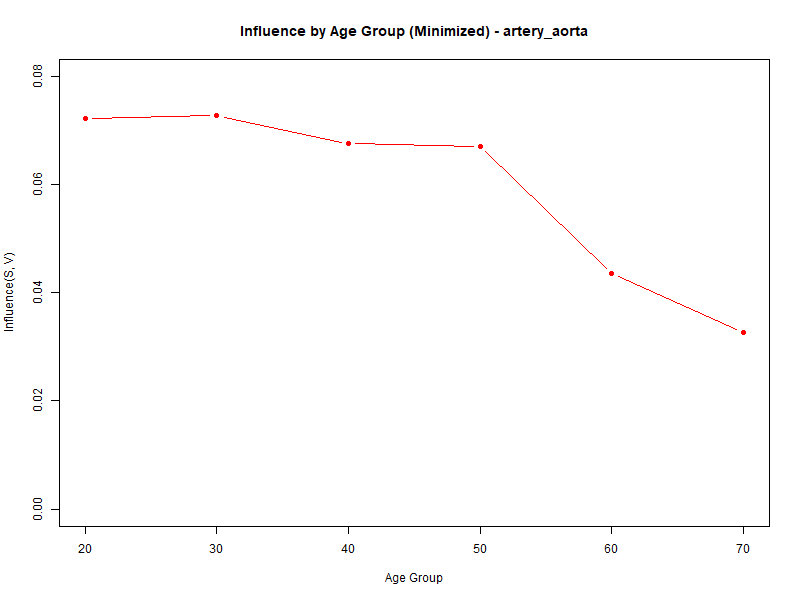 Influence by Age Group (Minimized) - artery_aorta
0.08
0.06
0.04
0.02
0.00
Influence(S, V)
20 30 40 50 60 70
Age Group